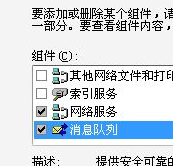 要添加或删除某个组件，请
一部分。要查看组件内容，
组件(C):
其他网络文件和打印
索引服务
网络服务
消息队列
描述: 提供安全可靠的